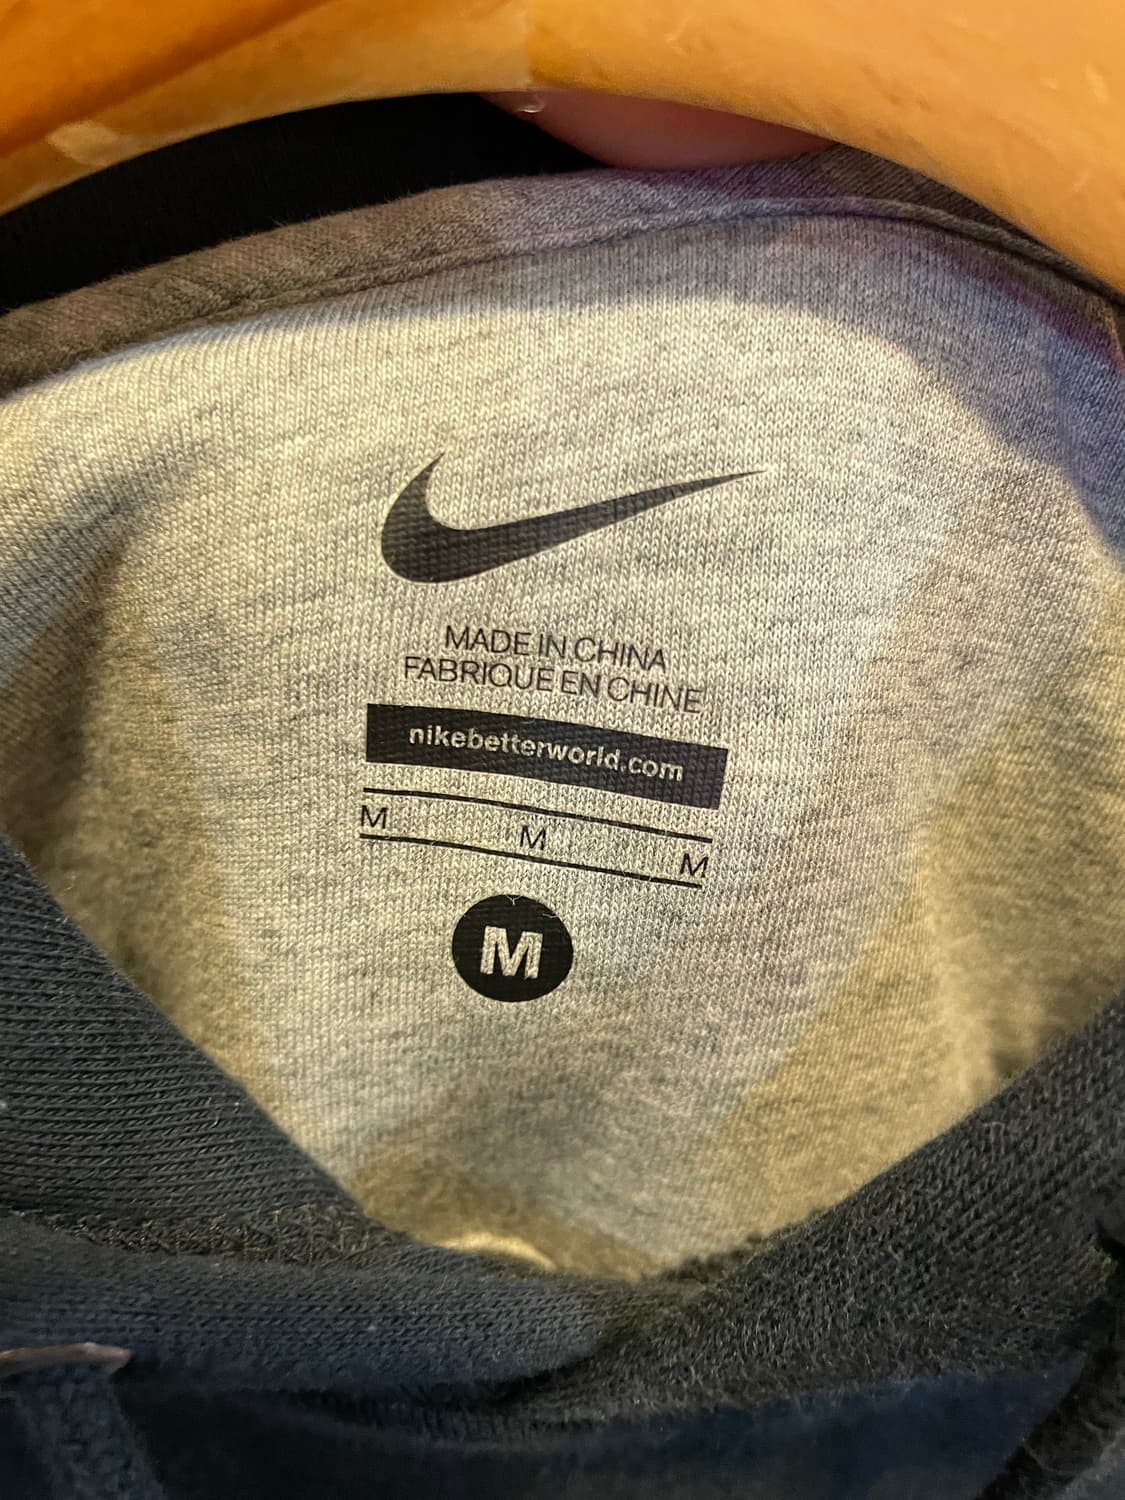 MADE IN CHINA
FABRIQUE EN CHINE
nikebetterworld.com
M M M
M